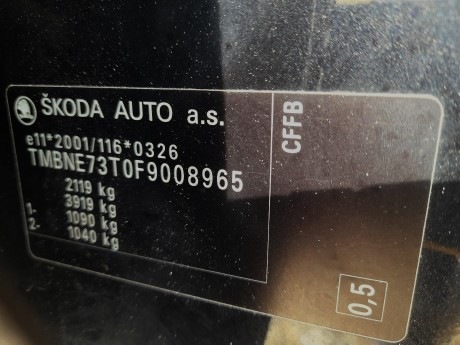 ŠKODA AUTO a.s.
e11*2001/116*0326
TMBNE73T0F9008965
2119 kg
3919 kg
1- 1090 kg
2- 1040 kg
CFFB
0,5